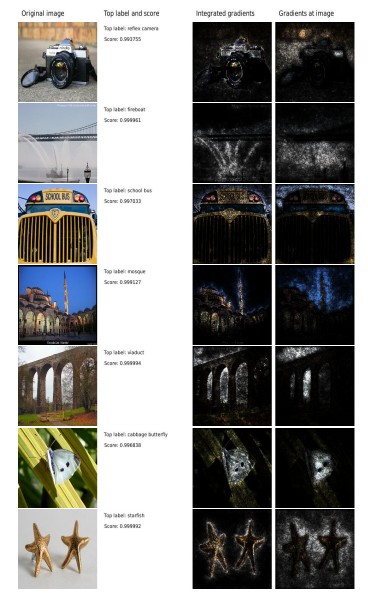 Original image
Top label and score
Integrated gradients
Gradients at image
Top label: reflex camera
Score: 0.993755
Top label: fireboat
Score: 0.999961
SCHOOL BUS
Top label: school bus
Score: 0.997033
Top label: mosque
Score: 0.999127
Top label: viaduct
Score: 0.999994
Top label: cabbage butterfly
Score: 0.996838
Top label: starfish
Score: 0.999992